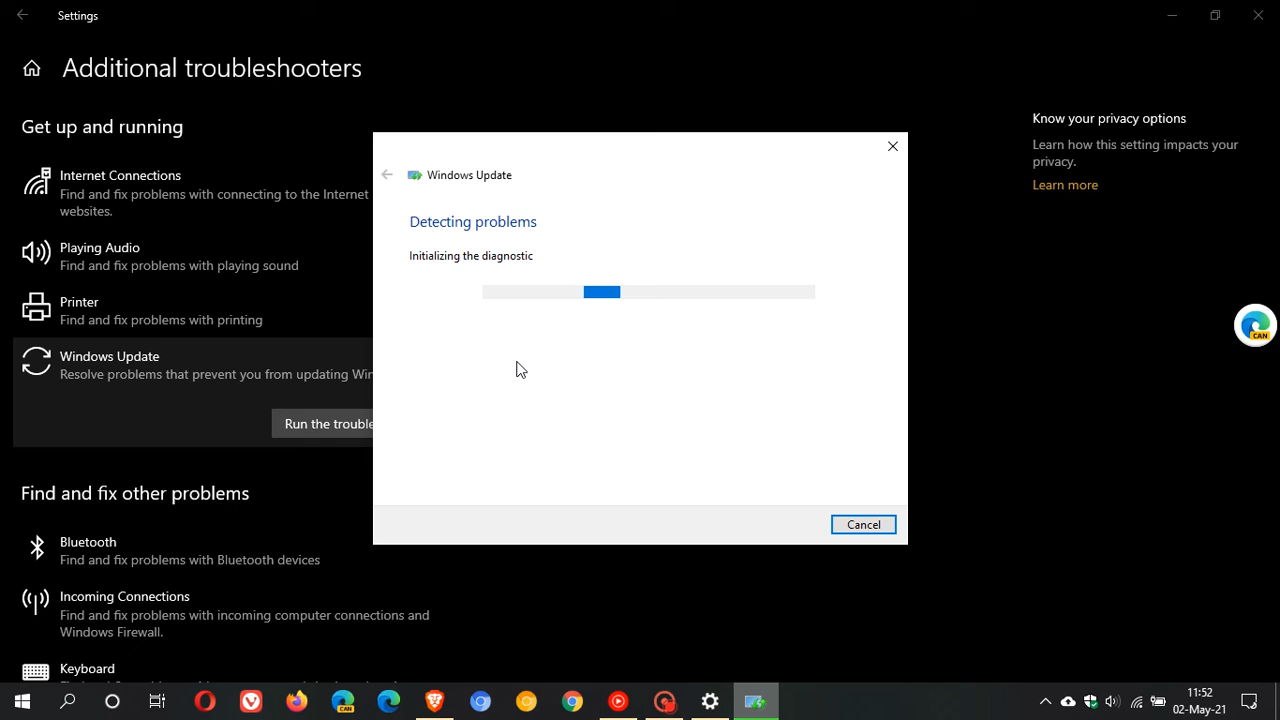 Settings
Additional troubleshooters
Get up and running
Internet Connections
Find and fix problems with connecting to the Internet
websites.
Playing Audio
Find and fix problems with playing sound
Printer
Find and fix problems with printing
Windows Update
Resolve problems that prevent you from updating
Run the
Find and fix other problems
Bluetooth
Find and fix problems with Bluetooth devices
Incoming Connections
Find and fix problems with incoming computer connections and
Windows Firewall.
Keyboard
Windows Update
Detecting problems
Initializing the diagnostic
Cancel
Know your privacy options
Learn how this setting impacts your
privacy.
Learn more
CAN
CAN
11:52
02-May-21